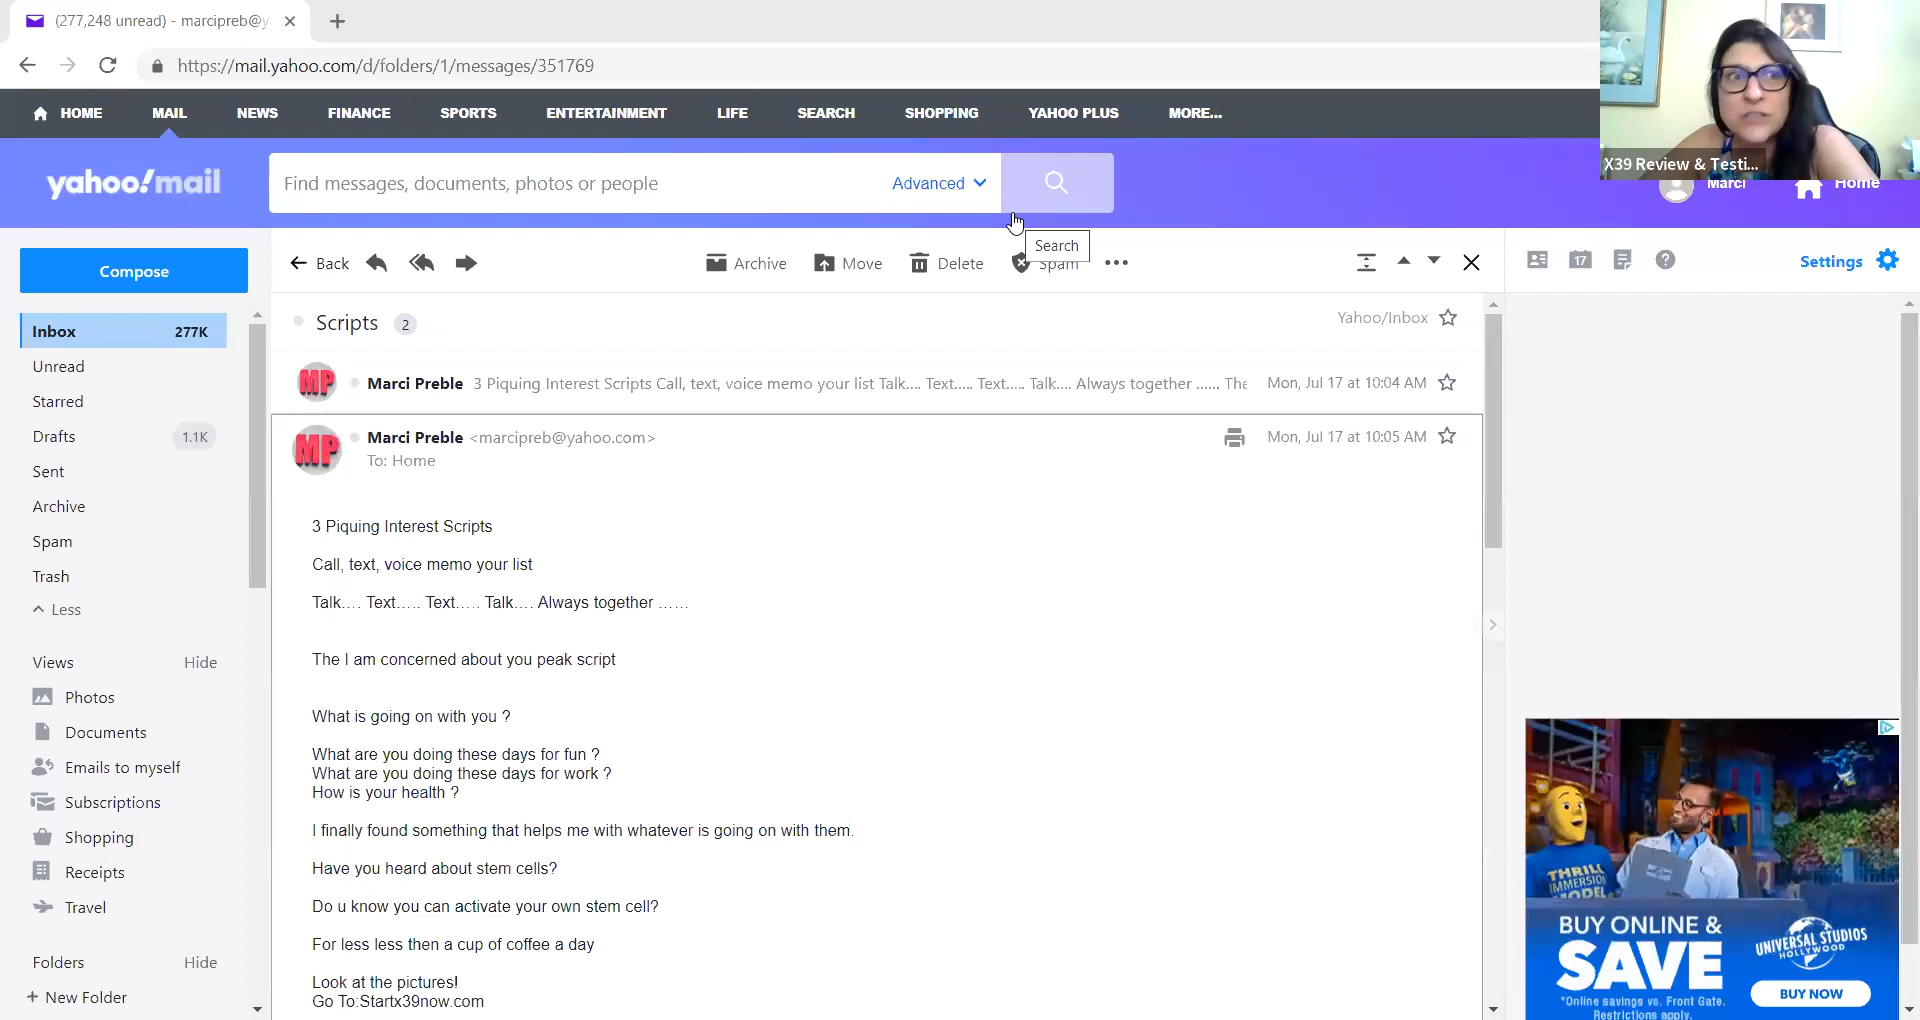 (277,248 unread) - marcipreb@y
https://mail.yahoo.com/d/folders/1/messages/351769
HOME MAIL NEWS FINANCE SPORTS ENTERTAINMENT LIFE SEARCH SHOPPING YAHOO PLUS MORE...
X39 Review & Testi...
yahoo!mail Find messages, documents, photos or people Advanced Marci Home
Search
Compose Back Archive Move Delete Spam 17 Settings
Scripts 2 Yahoo/Inbox
Inbox 277K
Unread
Starred
Drafts 1.1K
Sent
Archive
Spam
Trash
Less
Views Hide
Photos
Documents
Emails to myself
Subscriptions
Shopping
Receipts
Travel
Folders Hide
+ New Folder
MP Marci Preble 3 Piquing Interest Scripts Call, text, voice memo your list Talk.... Text..... Text..... Talk.... Always together ...... The Mon, Jul 17 at 10:04 AM
MP Marci Preble <marcipreb@yahoo.com> Mon, Jul 17 at 10:05 AM
To: Home
3 Piquing Interest Scripts
Call, text, voice memo your list
Talk.... Text..... Text..... Talk.... Always together ......
The I am concerned about you peak script
What is going on with you ?
What are you doing these days for fun ?
What are you doing these days for work ?
How is your health ?
I finally found something that helps me with whatever is going on with them.
Have you heard about stem cells?
Do u know you can activate your own stem cell?
For less less then a cup of coffee a day
Look at the pictures!
Go To:Startx39now.com
THRILL
IMMERSION
MODEL
BUY ONLINE &
SAVE
UNIVERSAL STUDIOS
HOLLYWOOD
*Online savings vs. Front Gate.
Restrictions apply.
BUY NOW